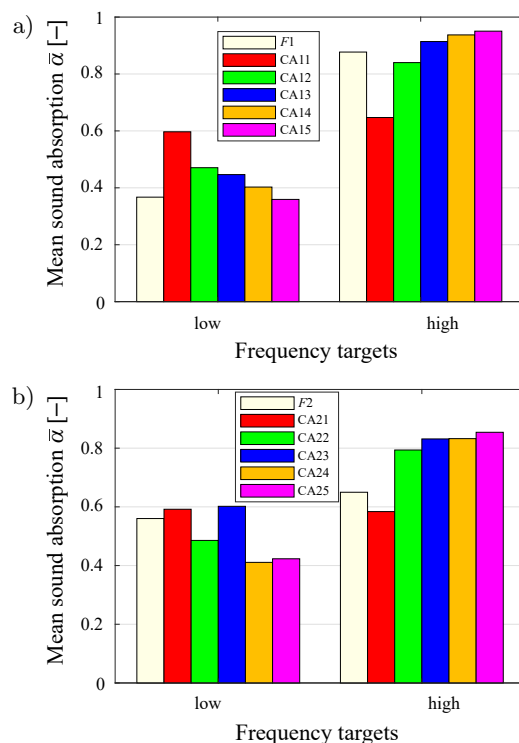 a)
Mean sound absorption ᾱ [−]
1
0.8
0.6
0.4
0.2
0
F1
CA11
CA12
CA13
CA14
CA15
low
high
Frequency targets
b)
Mean sound absorption ᾱ [−]
1
0.8
0.6
0.4
0.2
0
F2
CA21
CA22
CA23
CA24
CA25
low
high
Frequency targets